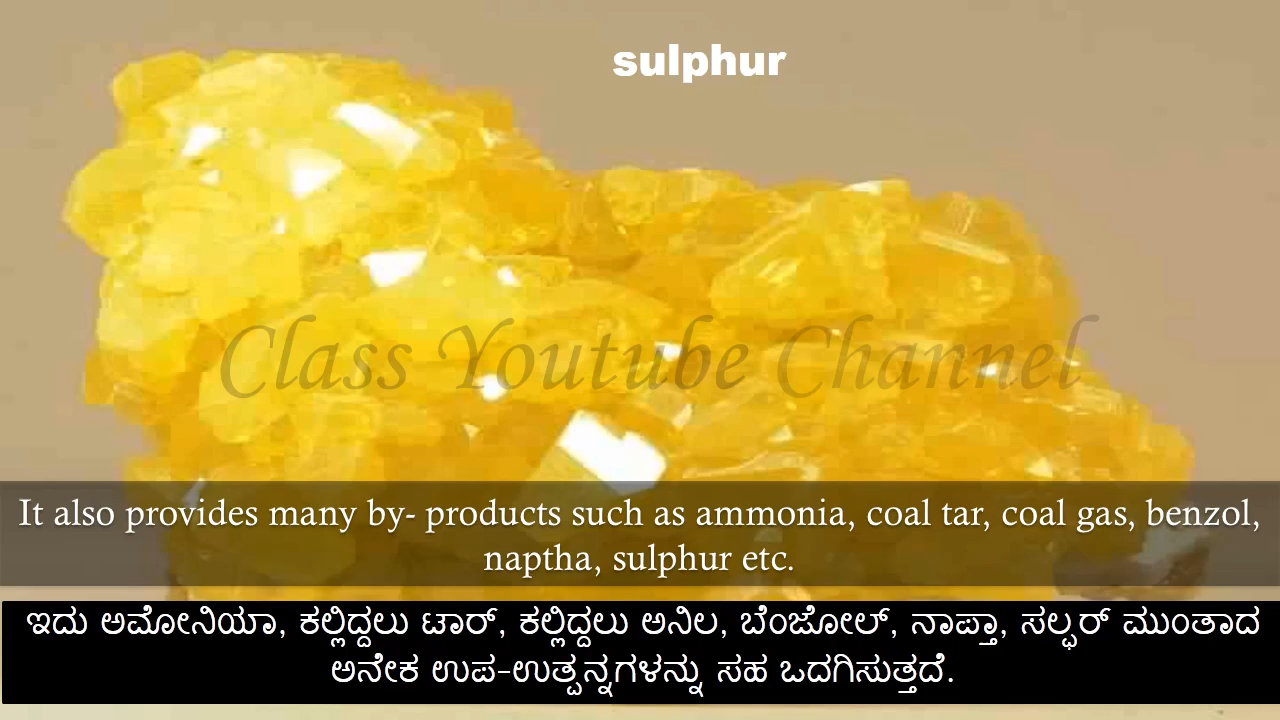 sulphur
Class Youtube Channel
It also provides many by- products such as ammonia, coal tar, coal gas, benzol,
naptha, sulphur etc.
ಇದು ಅಮೋನಿಯಾ, ಕಲ್ಲಿದ್ದಲು ಟಾರ್, ಕಲ್ಲಿದ್ದಲು ಅನಿಲ, ಬೆಂಜೋಲ್, ನಾಪ್ತಾ, ಸಲ್ಫರ್ ಮುಂತಾದ
ಅನೇಕ ಉಪ-ಉತ್ಪನ್ನಗಳನ್ನು ಸಹ ಒದಗಿಸುತ್ತದೆ.